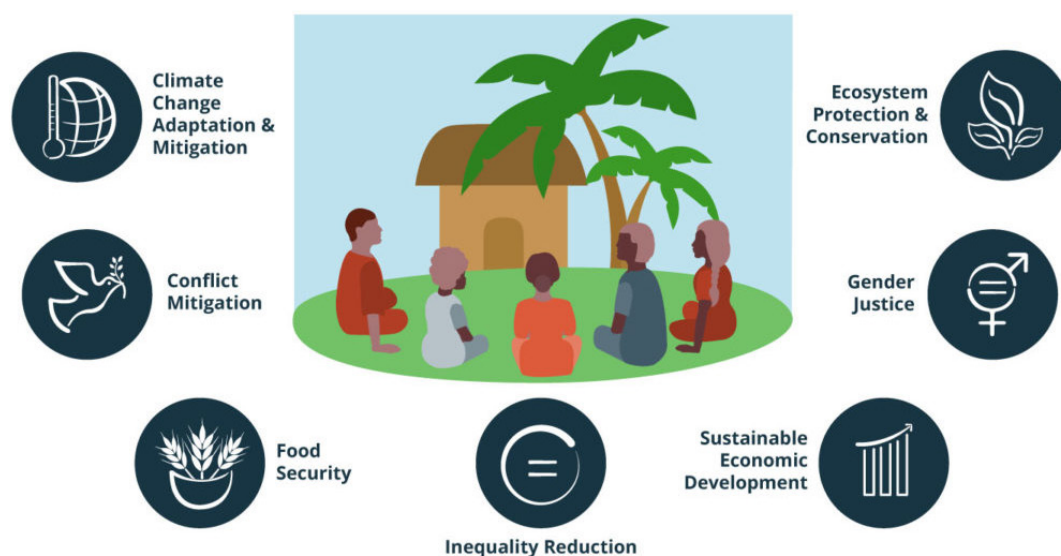 Climate
Change
Adaptation &
Mitigation
Ecosystem
Protection &
Conservation
Conflict
Mitigation
Gender
Justice
Food
Security
Sustainable
Economic
Development
Inequality Reduction